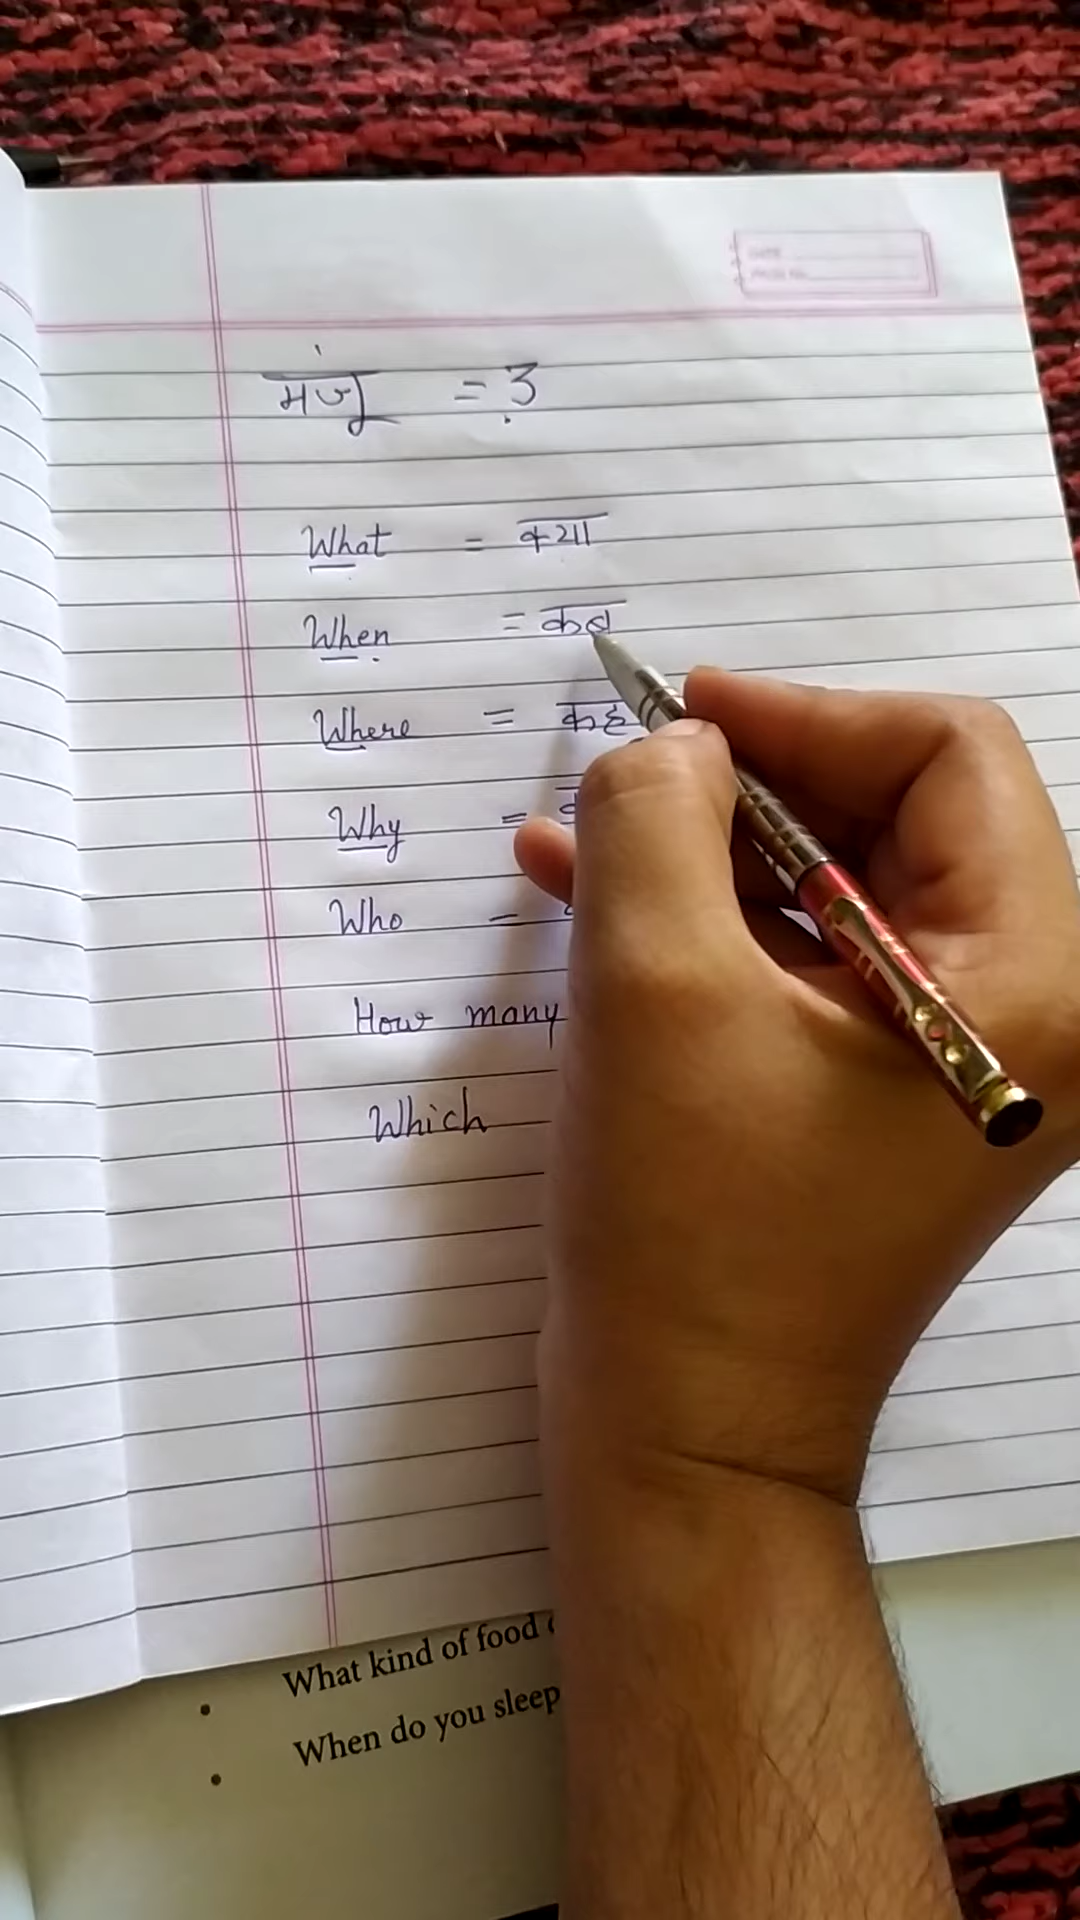 मंजू = 3
What = क्या
When = कब
Where = कह
Why =
Who =
How many
Which
What kind of food
When do you sleep